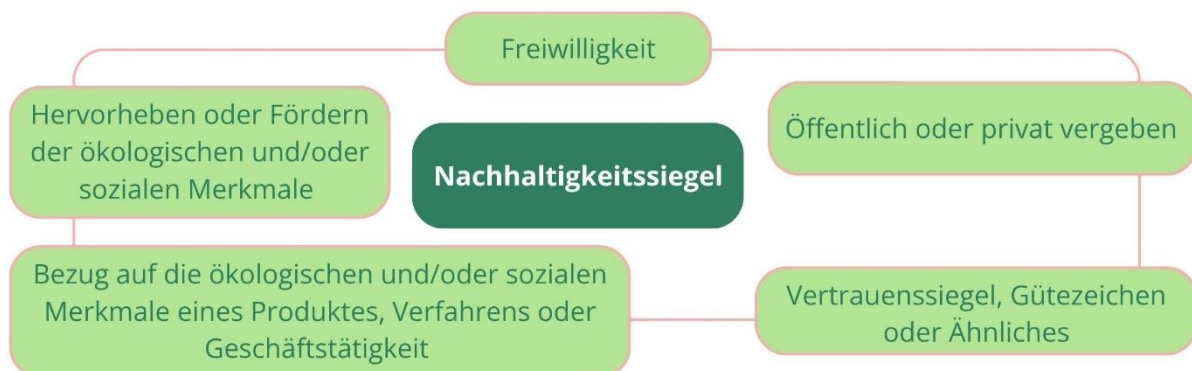 Freiwilligkeit
Hervorheben oder Fördern
der ökologischen und/oder
sozialen Merkmale
Öffentlich oder privat vergeben
Nachhaltigkeitssiegel
Bezug auf die ökologischen und/oder sozialen
Merkmale eines Produktes, Verfahrens oder
Geschäftstätigkeit
Vertrauenssiegel, Gütezeichen
oder Ähnliches